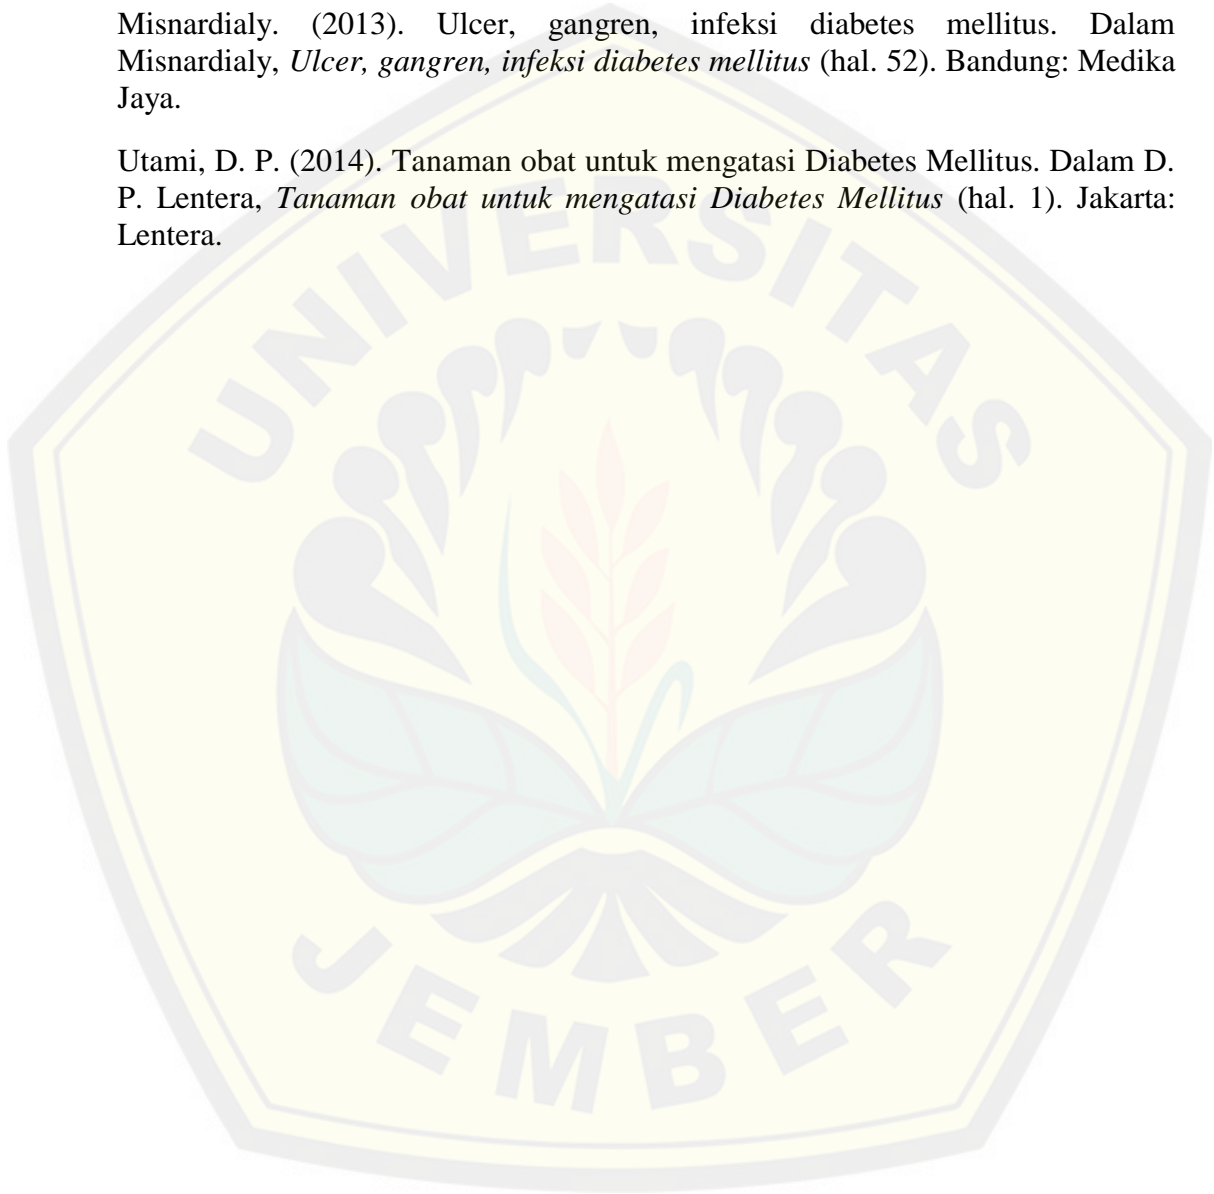 Misnardialy. (2013). Ulcer, gangren, infeksi diabetes mellitus. Dalam
Misnardialy, Ulcer, gangren, infeksi diabetes mellitus (hal. 52). Bandung: Medika
Jaya.
Utami, D. P. (2014). Tanaman obat untuk mengatasi Diabetes Mellitus. Dalam D.
P. Lentera, Tanaman obat untuk mengatasi Diabetes Mellitus (hal. 1). Jakarta:
Lentera.
UNIVERSITAS
JEMBER